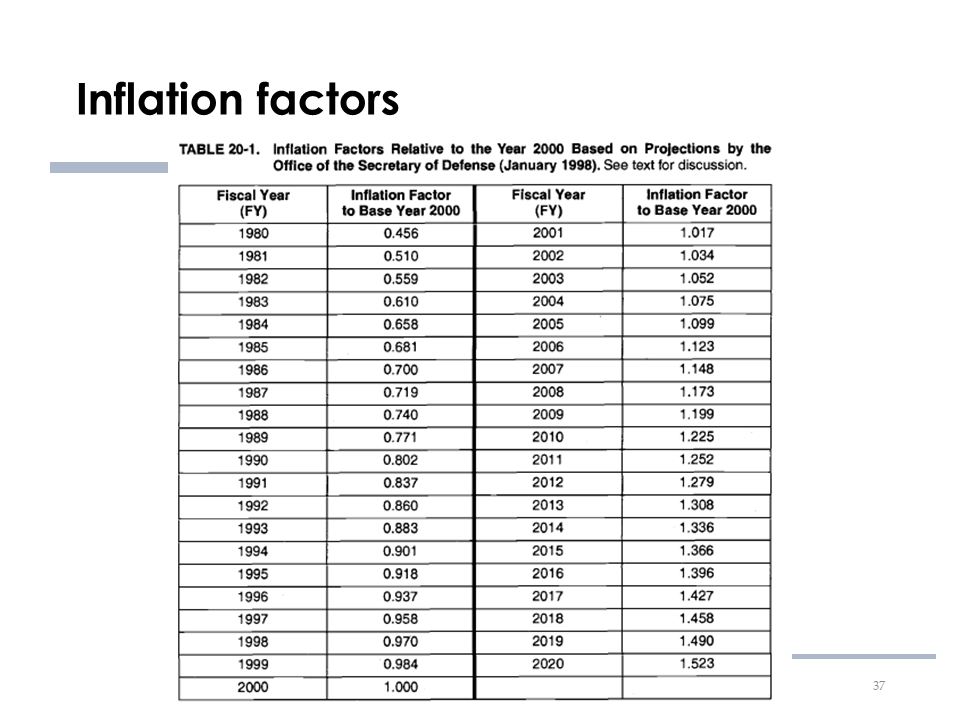 Inflation factors
TABLE 20-1. Inflation Factors Relative to the Year 2000 Based on Projections by the
Office of the Secretary of Defense (January 1998). See text for discussion.
Fiscal Year (FY) Inflation Factor to Base Year 2000 Fiscal Year (FY) Inflation Factor to Base Year 2000
1980 0.456 2001 1.017
1981 0.510 2002 1.034
1982 0.559 2003 1.052
1983 0.610 2004 1.075
1984 0.658 2005 1.099
1985 0.681 2006 1.123
1986 0.700 2007 1.148
1987 0.719 2008 1.173
1988 0.740 2009 1.199
1989 0.771 2010 1.225
1990 0.802 2011 1.252
1991 0.837 2012 1.279
1992 0.860 2013 1.308
1993 0.883 2014 1.336
1994 0.901 2015 1.366
1995 0.918 2016 1.396
1996 0.937 2017 1.427
1997 0.958 2018 1.458
1998 0.970 2019 1.490
1999 0.984 2020 1.523
2000 1.000
37